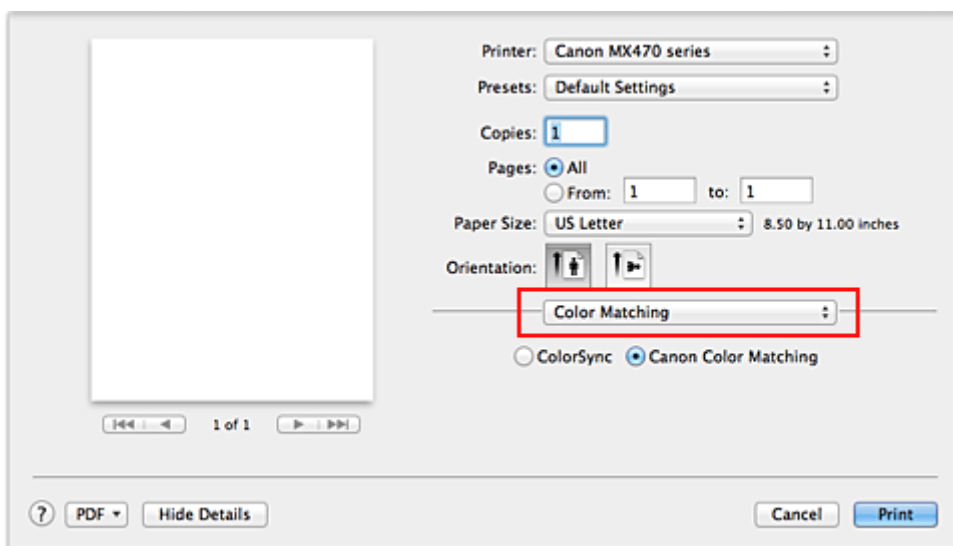 Printer: Canon MX470 series
Presets: Default Settings
Copies: 1
Pages: All
From: 1 to: 1
Paper Size: US Letter 8.50 by 11.00 inches
Orientation:
Color Matching
ColorSync Canon Color Matching
1 of 1
? PDF Hide Details Cancel Print